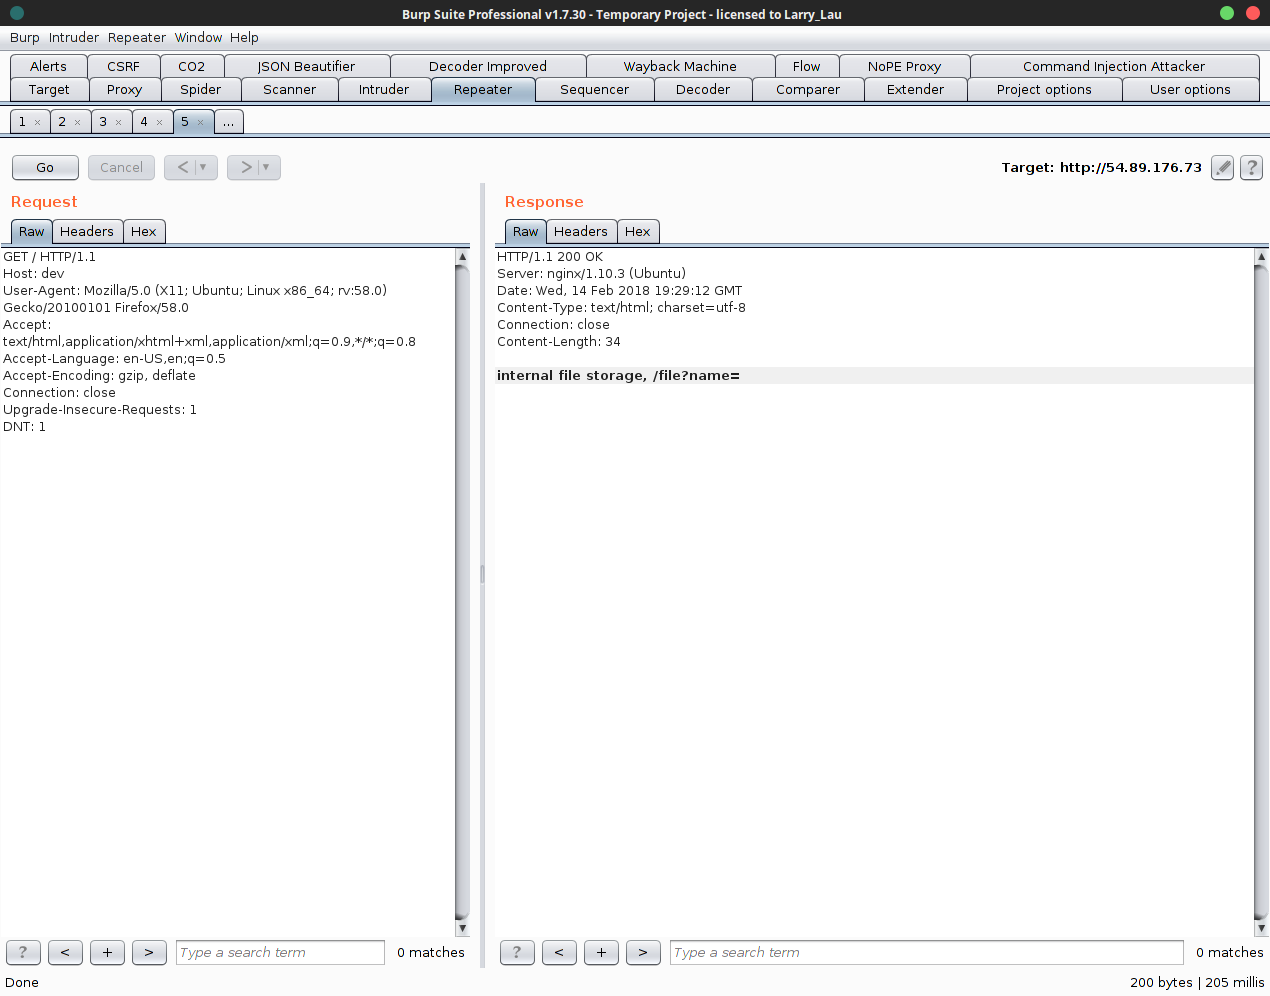 Burp Suite Professional v1.7.30 - Temporary Project - licensed to Larry_Lau
Burp Intruder Repeater Window Help
Alerts CSRF CO2 JSON Beautifier Decoder Improved Wayback Machine Flow NoPE Proxy Command Injection Attacker
Target Proxy Spider Scanner Intruder Repeater Sequencer Decoder Comparer Extender Project options User options
1 × 2 × 3 × 4 × 5 × ...
Go Cancel < | ▼ > | ▼ Target: http://54.89.176.73 ?
Request
Raw Headers Hex
GET / HTTP/1.1
Host: dev
User-Agent: Mozilla/5.0 (X11; Ubuntu; Linux x86_64; rv:58.0)
Gecko/20100101 Firefox/58.0
Accept:
text/html,application/xhtml+xml,application/xml;q=0.9,*/*;q=0.8
Accept-Language: en-US,en;q=0.5
Accept-Encoding: gzip, deflate
Connection: close
Upgrade-Insecure-Requests: 1
DNT: 1
? < + > Type a search term 0 matches
Response
Raw Headers Hex
HTTP/1.1 200 OK
Server: nginx/1.10.3 (Ubuntu)
Date: Wed, 14 Feb 2018 19:29:12 GMT
Content-Type: text/html; charset=utf-8
Connection: close
Content-Length: 34
internal file storage, /file?name=
? < + > Type a search term 0 matches
Done 200 bytes | 205 millis